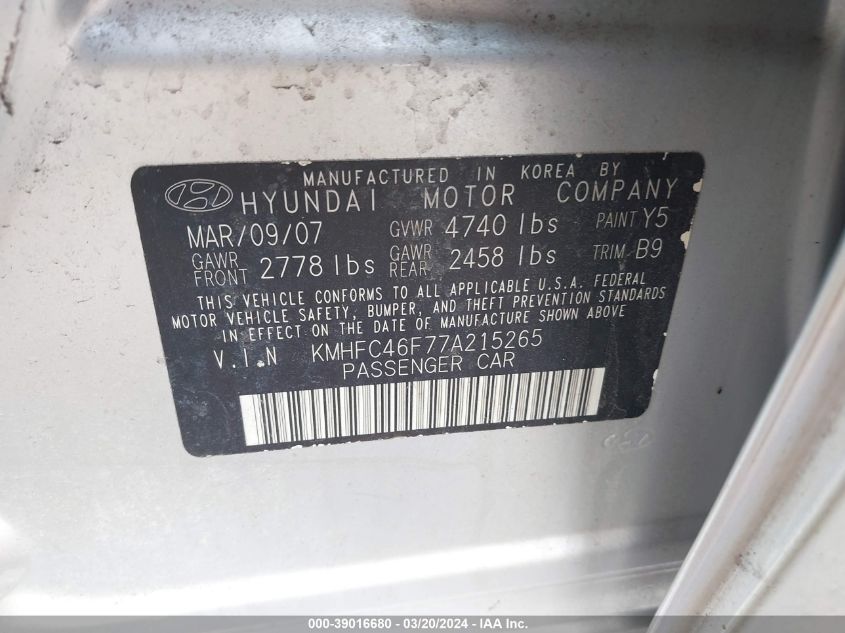 MANUFACTURED IN KOREA BY
HYUNDAI MOTOR COMPANY
MAR/09/07 GVWR 4740 lbs PAINT Y5
GAWR FRONT 2778 lbs GAWR REAR 2458 lbs TRIM B9
THIS VEHICLE CONFORMS TO ALL APPLICABLE U.S.A. FEDERAL
MOTOR VEHICLE SAFETY, BUMPER, AND THEFT PREVENTION STANDARDS
IN EFFECT ON THE DATE OF MANUFACTURE SHOWN ABOVE
V.I.N KMHFC46F77A215265
PASSENGER CAR
000-39016680 - 03/20/2024 - IAA Inc.